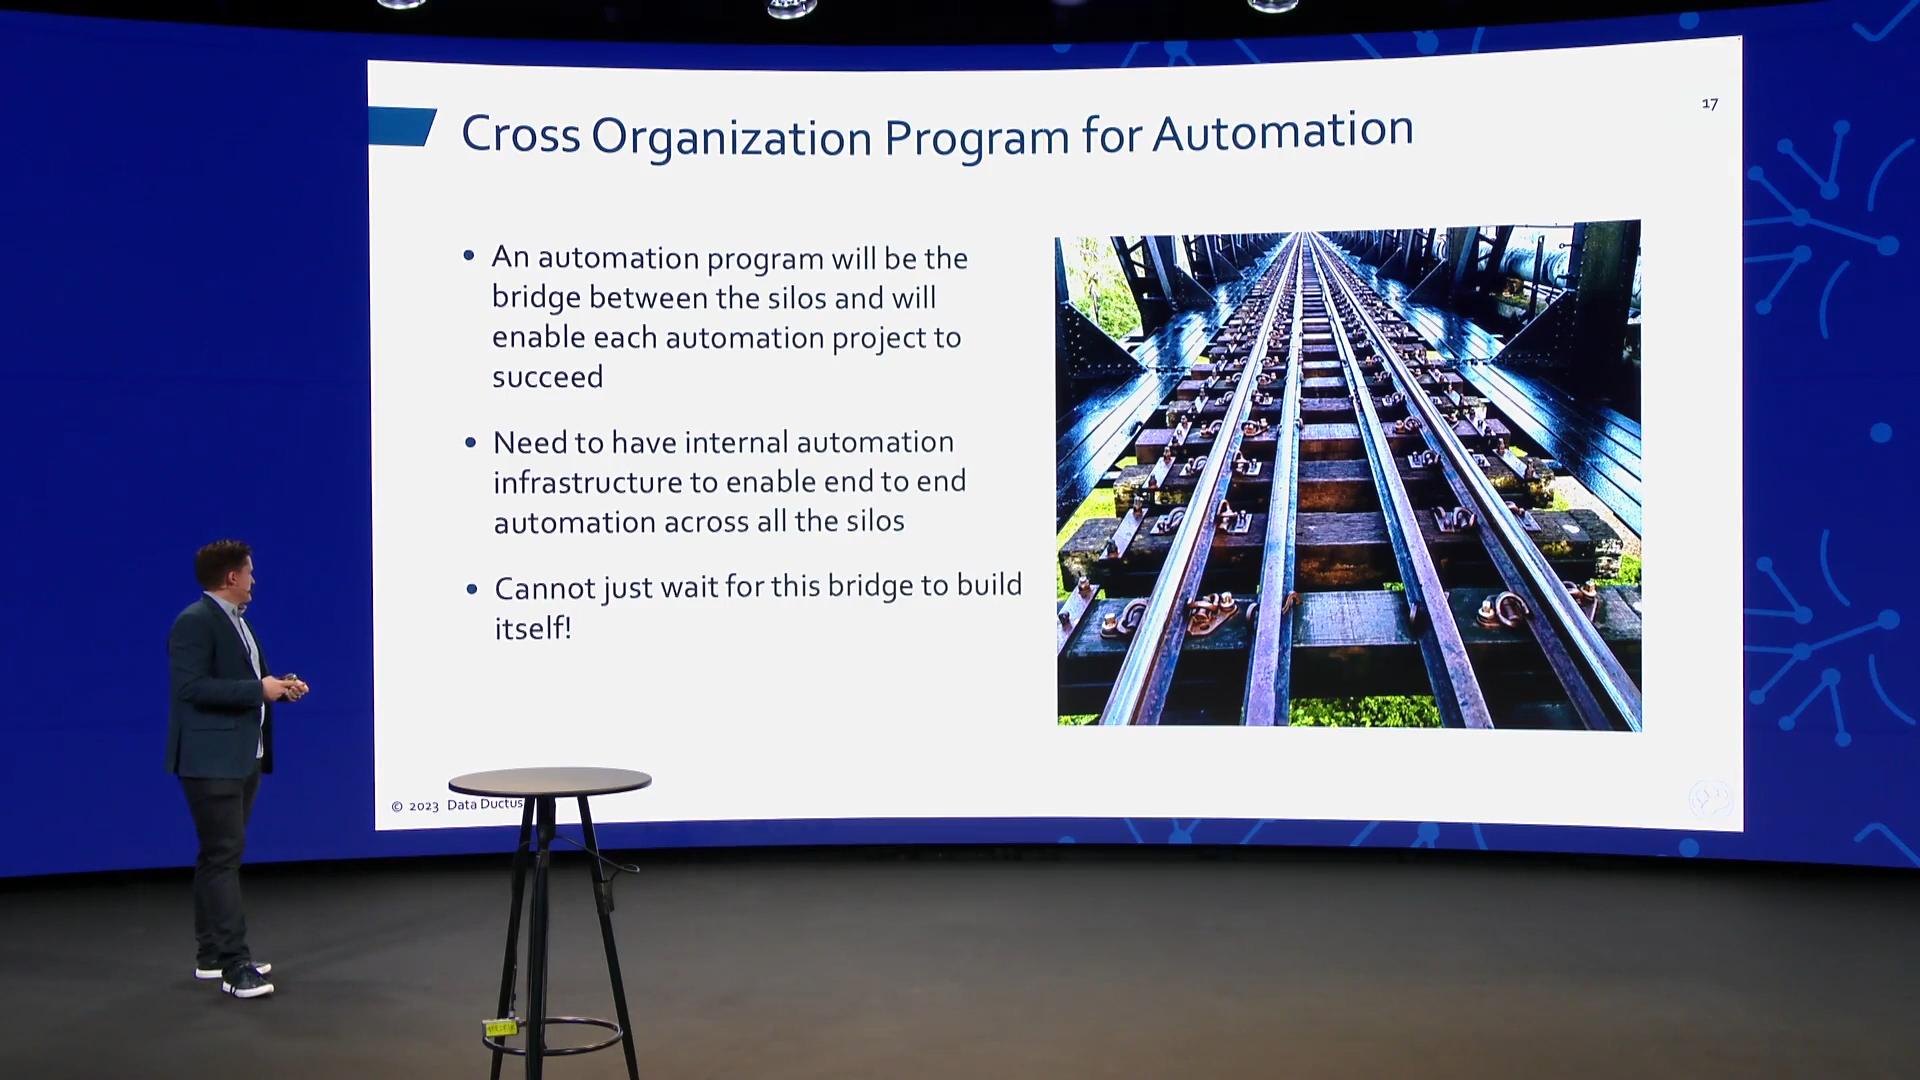 17
Cross Organization Program for Automation
• An automation program will be the
bridge between the silos and will
enable each automation project to
succeed
• Need to have internal automation
infrastructure to enable end to end
automation across all the silos
• Cannot just wait for this bridge to build
itself!
© 2023 Data Ductus